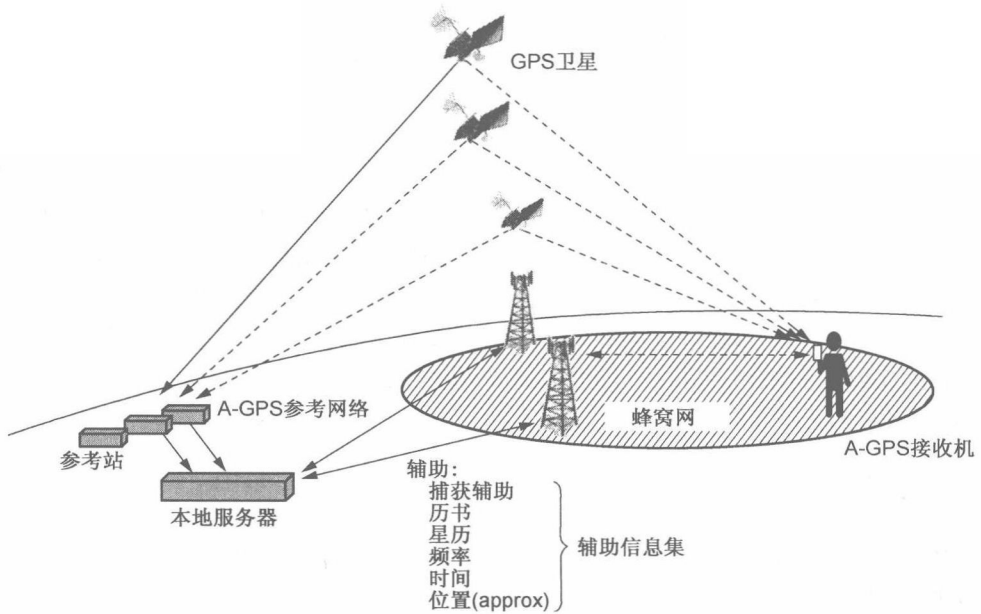 GPS卫星
A-GPS参考网络
参考站
本地服务器
蜂窝网
A-GPS接收机
辅助：
捕获辅助
历书
星历
频率
时间
位置(approx)
辅助信息集